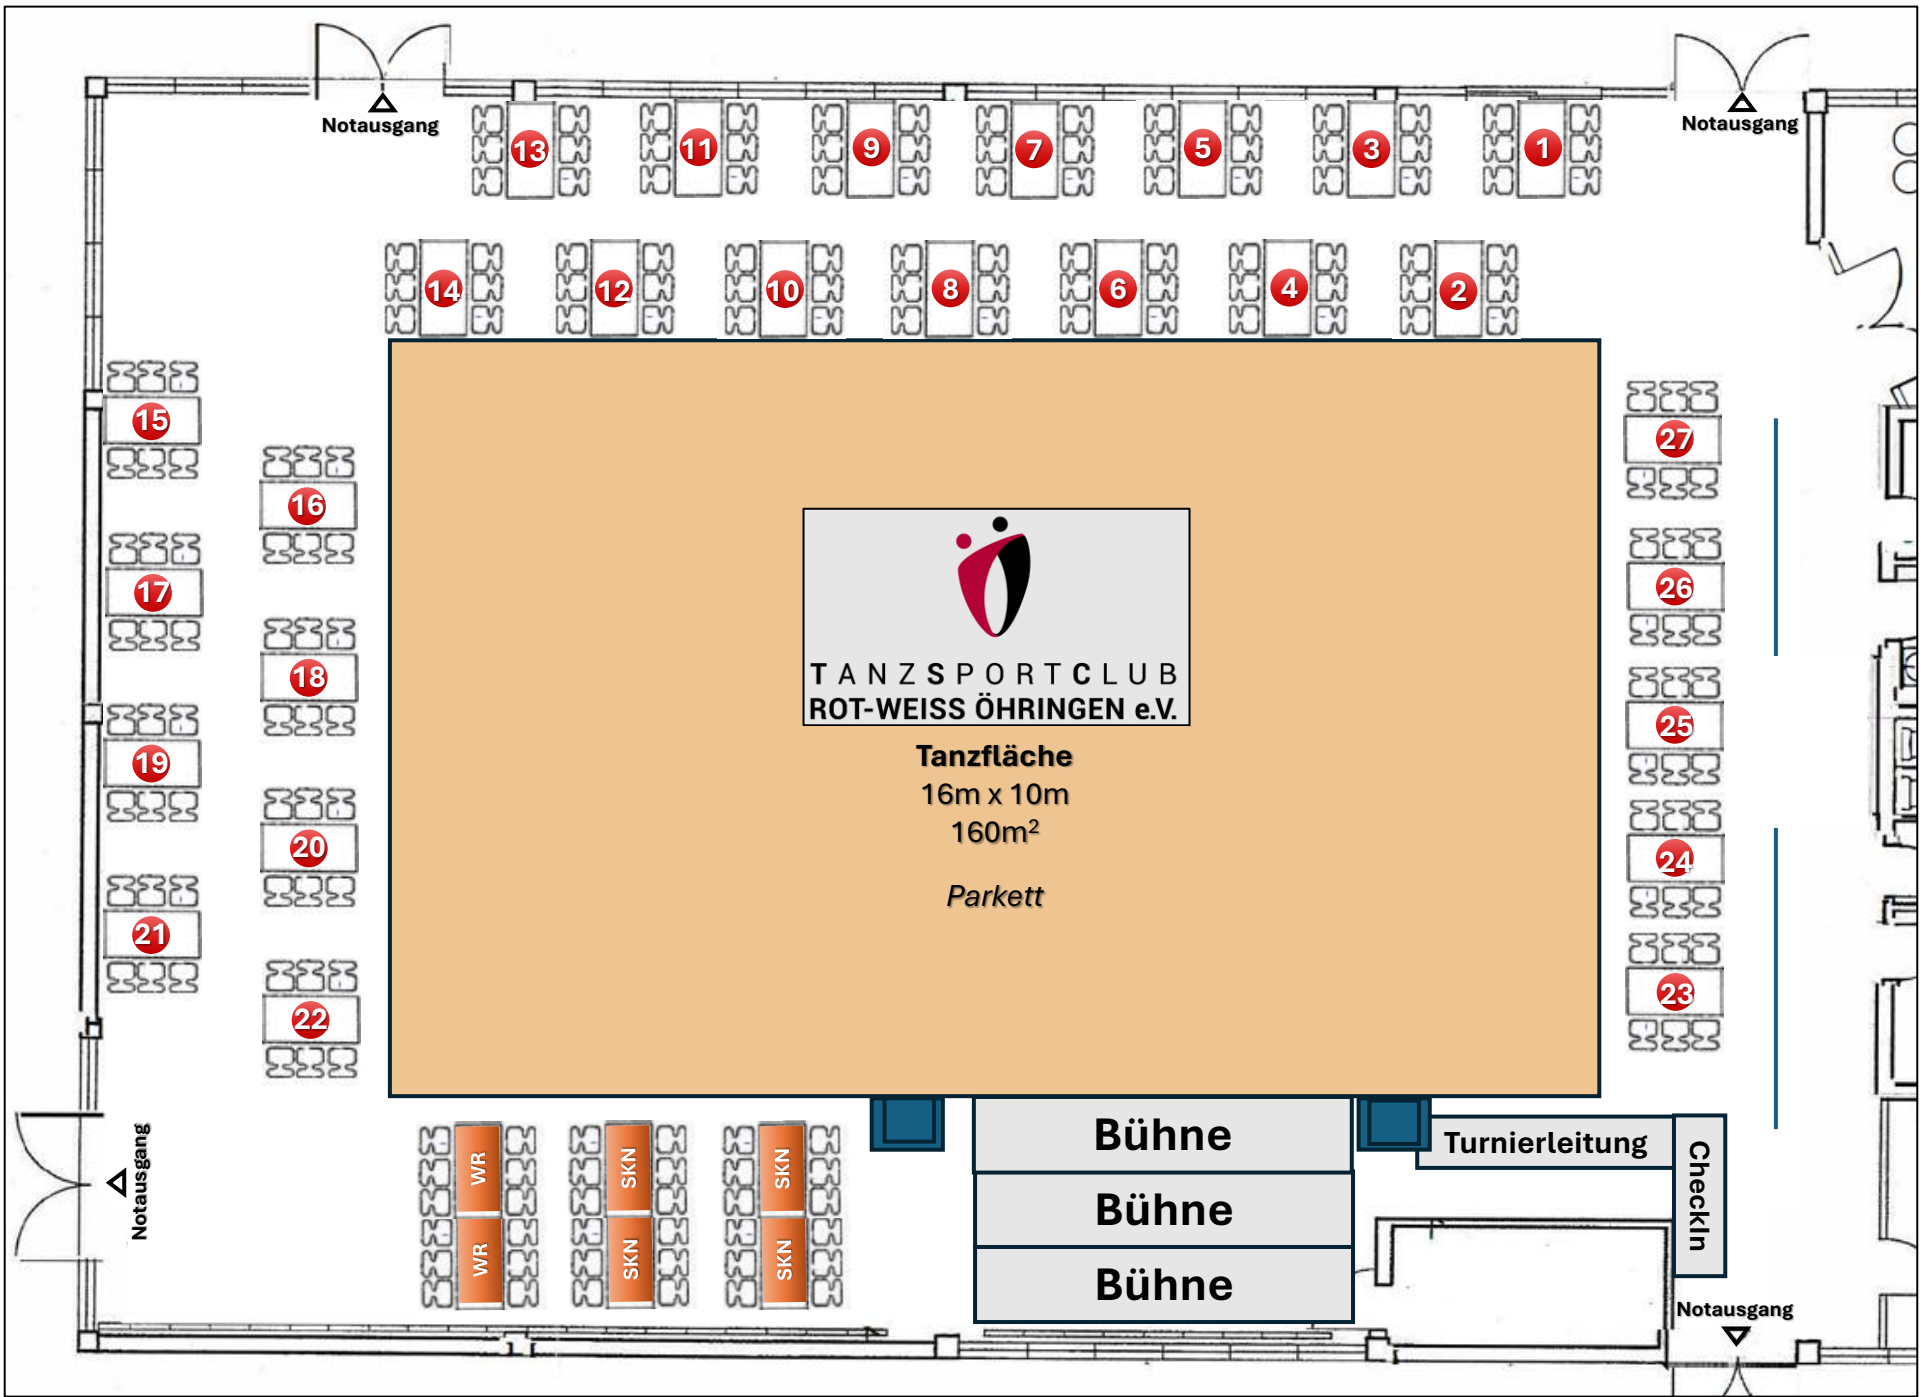 Notausgang
Notausgang
13
11
9
7
5
3
1
14
12
10
8
6
4
2
15
16
17
18
19
20
21
22
27
26
25
24
23
TANZSPORTCLUB
ROT-WEISS ÖHRINGEN e.V.
Tanzfläche
16m x 10m
160m²
Parkett
Notausgang
WR
SKN
SKN
WR
SKN
SKN
Bühne
Bühne
Bühne
Turnierleitung
CheckIn
Notausgang